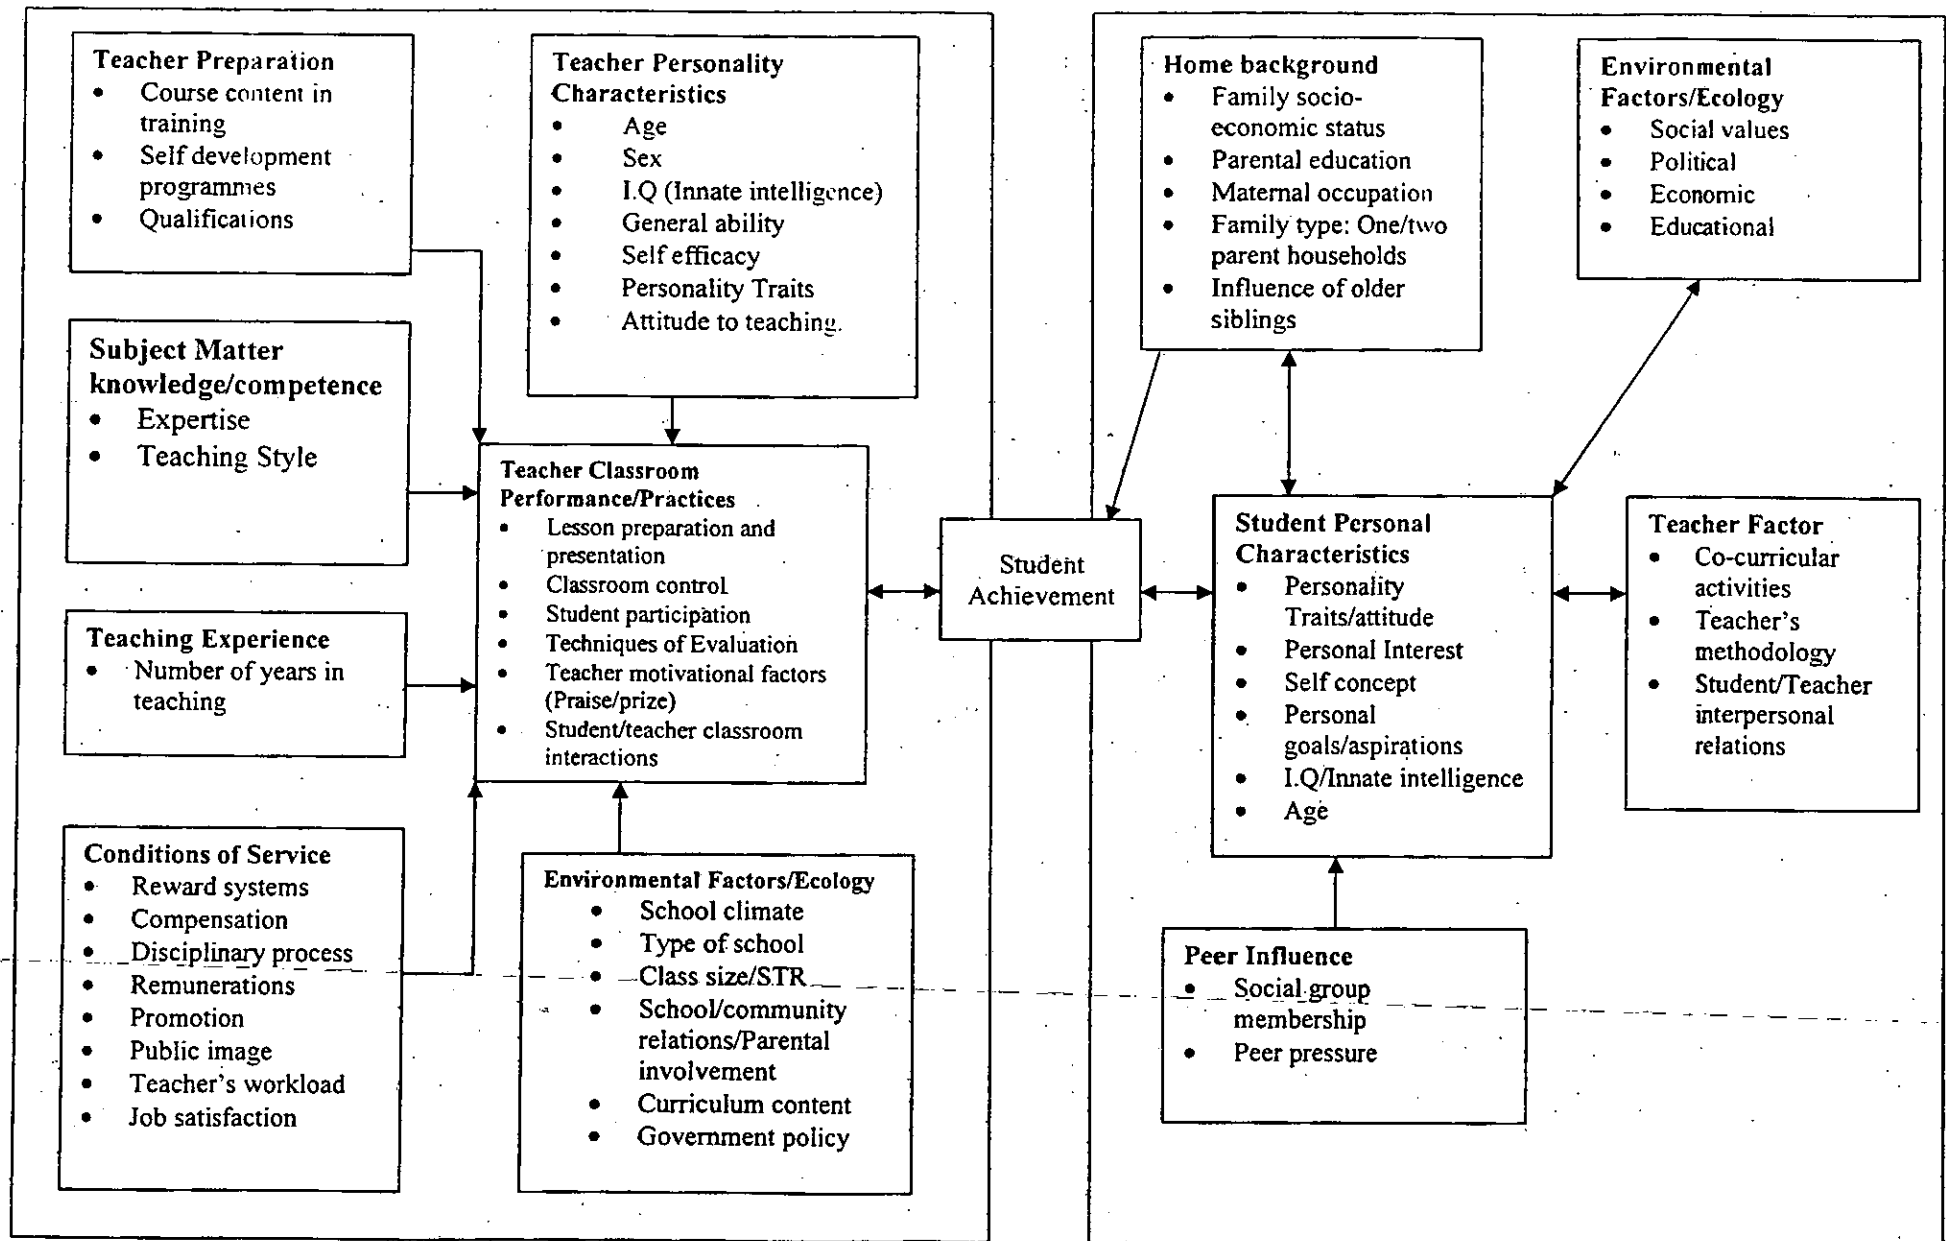 Teacher Preparation
• Course content in
training
• Self development
programmes
• Qualifications
Teacher Personality
Characteristics
• Age
• Sex
• I.Q (Innate intelligence)
• General ability
• Self efficacy
• Personality Traits
• Attitude to teaching.
Subject Matter
knowledge/competence
• Expertise
• Teaching Style
Teaching Experience
• Number of years in
teaching
Conditions of Service
• Reward systems
• Compensation
• Disciplinary process
• Remunerations
• Promotion
• Public image
• Teacher's workload
• Job satisfaction
Teacher Classroom
Performance/Practices
• Lesson preparation and
presentation
• Classroom control
• Student participation
• Techniques of Evaluation
• Teacher motivational factors
(Praise/prize)
• Student/teacher classroom
interactions
Environmental Factors/Ecology
• School climate
• Type of school
• Class size/STR
• School/community
relations/Parental
involvement
• Curriculum content
• Government policy
Student
Achievement
Home background
• Family socio-
economic status
• Parental education
• Maternal occupation
• Family type: One/two
parent households
• Influence of older
siblings
Environmental
Factors/Ecology
• Social values
• Political
• Economic
• Educational
Student Personal
Characteristics
• Personality
Traits/attitude
• Personal Interest
• Self concept
• Personal
goals/aspirations
• I.Q/Innate intelligence
• Age
Teacher Factor
• Co-curricular
activities
• Teacher's
methodology
• Student/Teacher
interpersonal
relations
Peer Influence
• Social group
membership
• Peer pressure